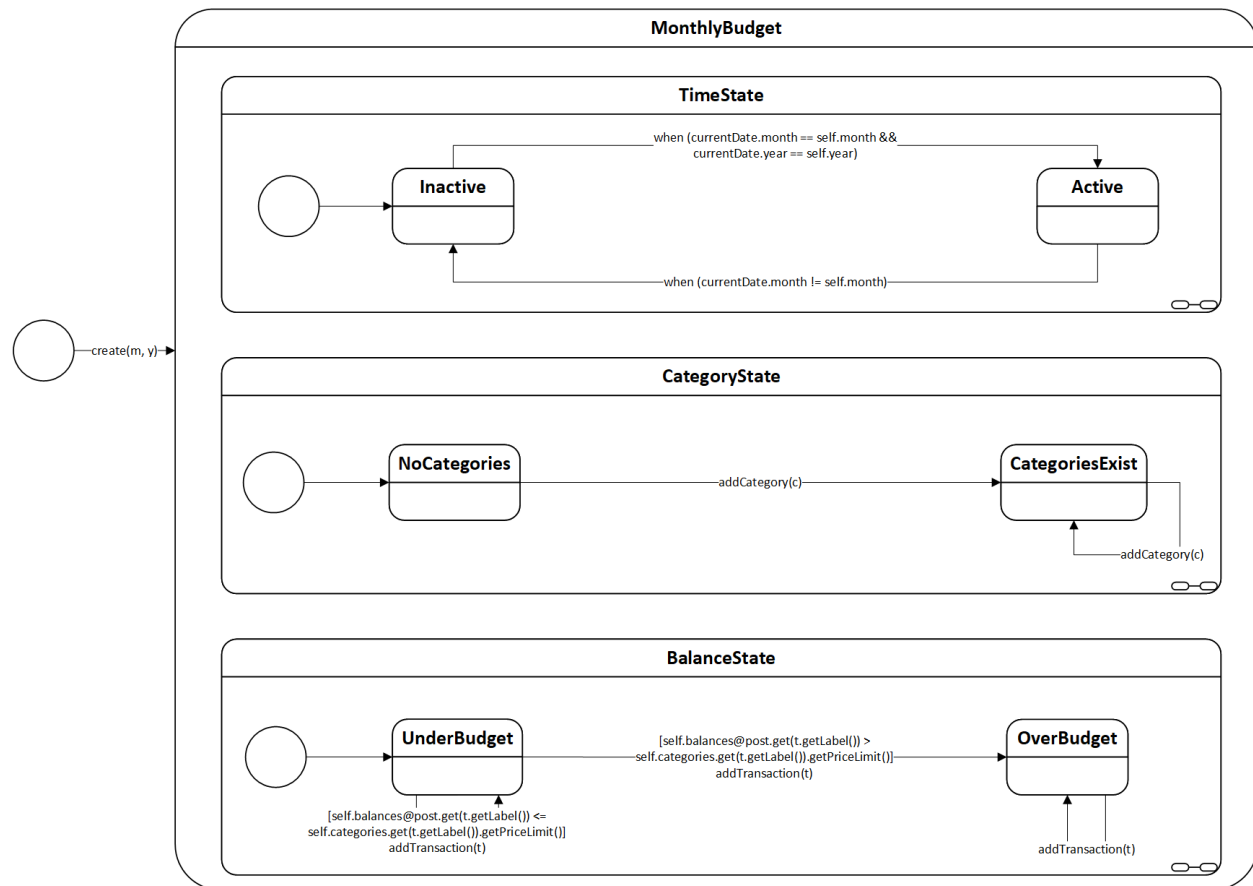 MonthlyBudget
TimeState
when (currentDate.month == self.month &&
currentDate.year == self.year)
Inactive
Active
when (currentDate.month != self.month)
create(m, y)
CategoryState
NoCategories
CategoriesExist
addCategory(c)
addCategory(c)
BalanceState
UnderBudget
[self.balances@post.get(t.getLabel()) >
self.categories.get(t.getLabel()).getPriceLimit()]
addTransaction(t)
OverBudget
[self.balances@post.get(t.getLabel()) <=
self.categories.get(t.getLabel()).getPriceLimit()]
addTransaction(t)
addTransaction(t)